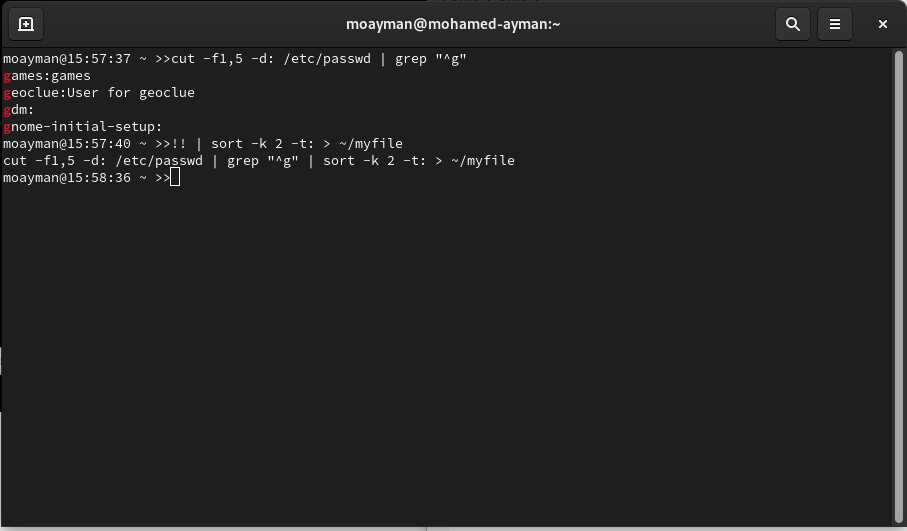 moayman@mohamed-ayman:~
moayman@15:57:37 ~ >>cut -f1,5 -d: /etc/passwd | grep "^g"
games:games
geoclue:User for geoclue
gdm:
gnome-initial-setup:
moayman@15:57:40 ~ >>!! | sort -k 2 -t: > ~/myfile
cut -f1,5 -d: /etc/passwd | grep "^g" | sort -k 2 -t: > ~/myfile
moayman@15:58:36 ~ >>